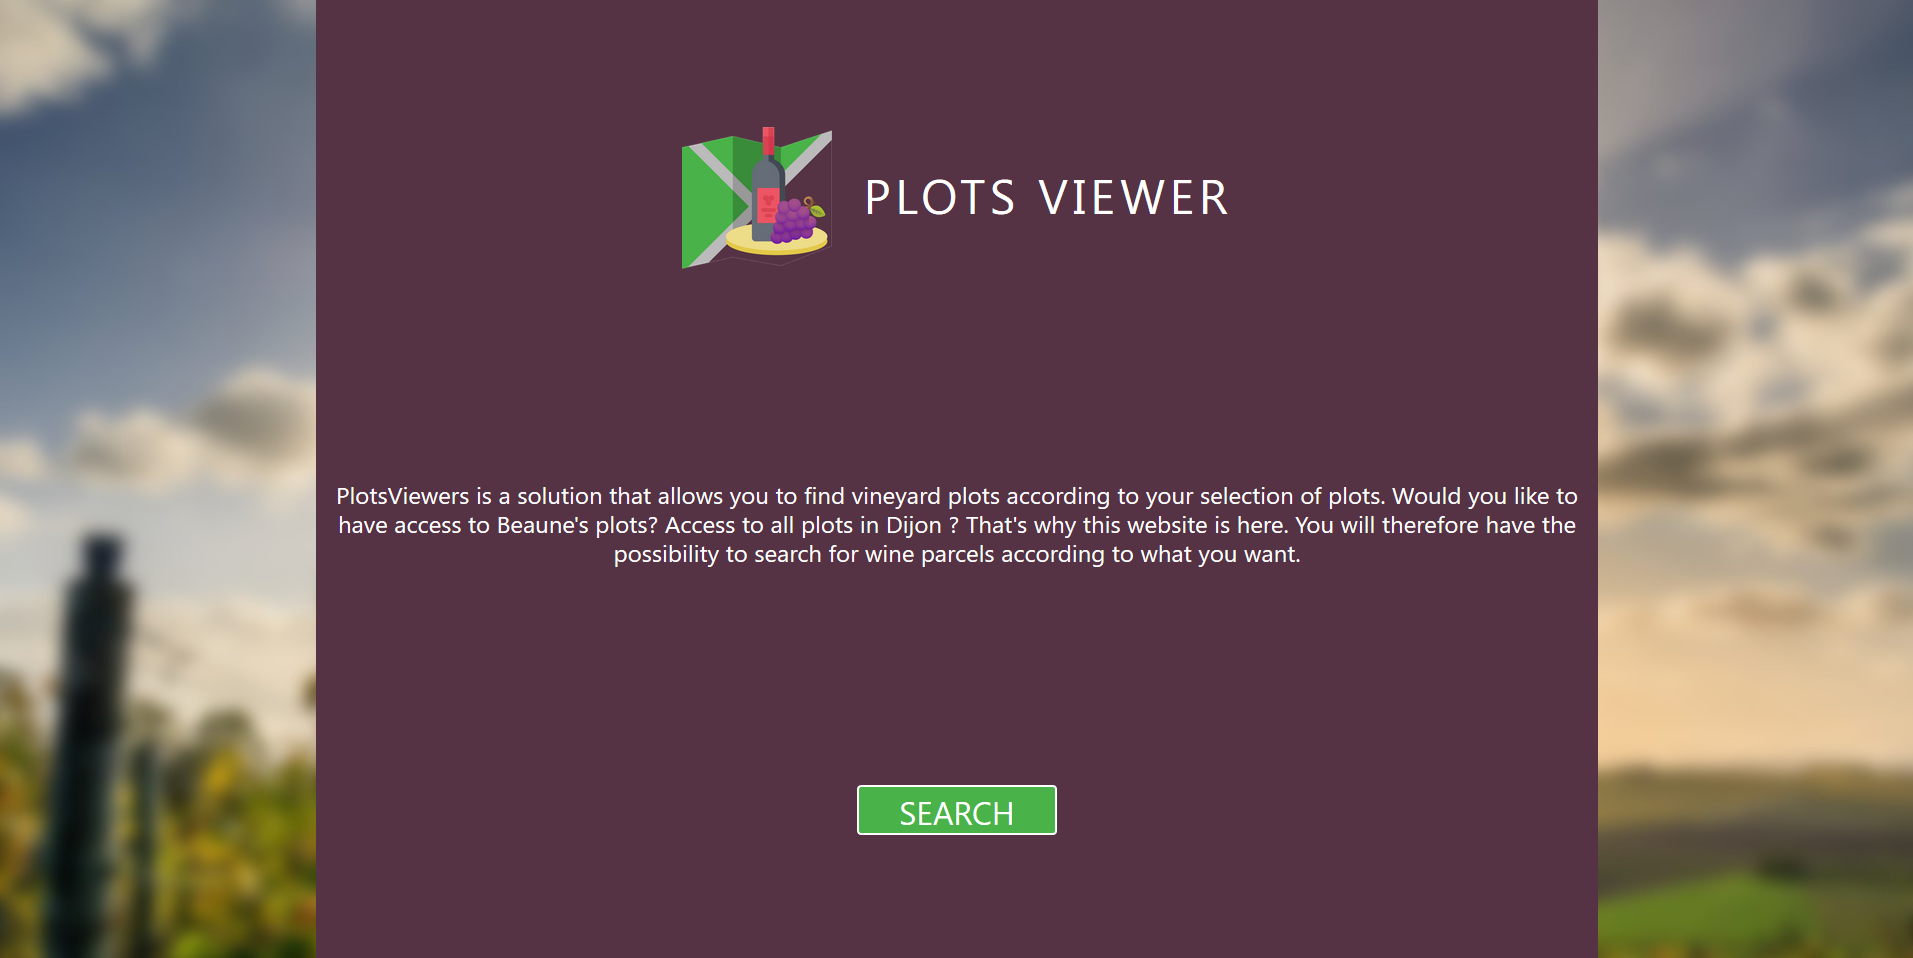 PLOTS VIEWER
PlotsViewers is a solution that allows you to find vineyard plots according to your selection of plots. Would you like to
have access to Beaune's plots? Access to all plots in Dijon ? That's why this website is here. You will therefore have the
possibility to search for wine parcels according to what you want.
SEARCH